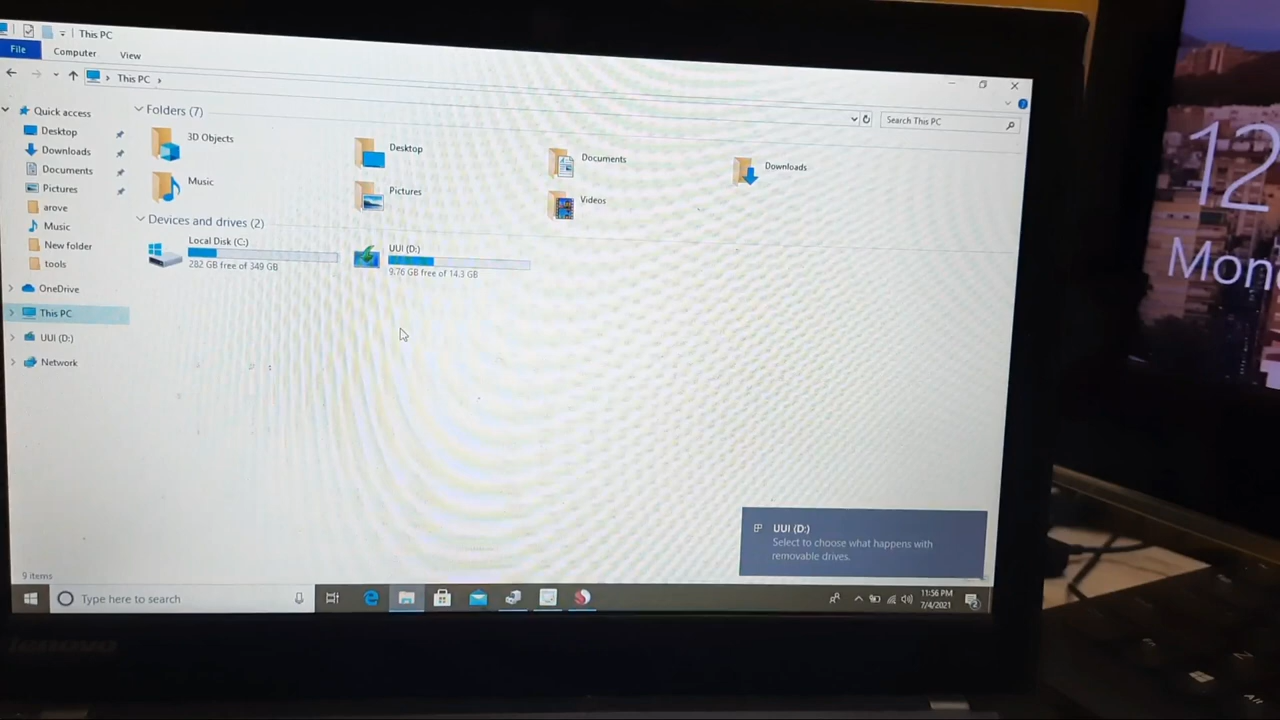 This PC
File
Computer
View
This PC
Search This PC
Quick access
Desktop
Downloads
Documents
Pictures
arove
Music
New folder
tools
OneDrive
This PC
UUI (D:)
Network
Folders (7)
3D Objects
Desktop
Documents
Downloads
Music
Pictures
Videos
Devices and drives (2)
Local Disk (C:)
282 GB free of 349 GB
UUI (D:)
9.76 GB free of 14.3 GB
UUI (D:)
Select to choose what happens with
removable drives.
9 items
Type here to search
11:56 PM
7/4/2021
2
lenovo
12
Mon
Alt